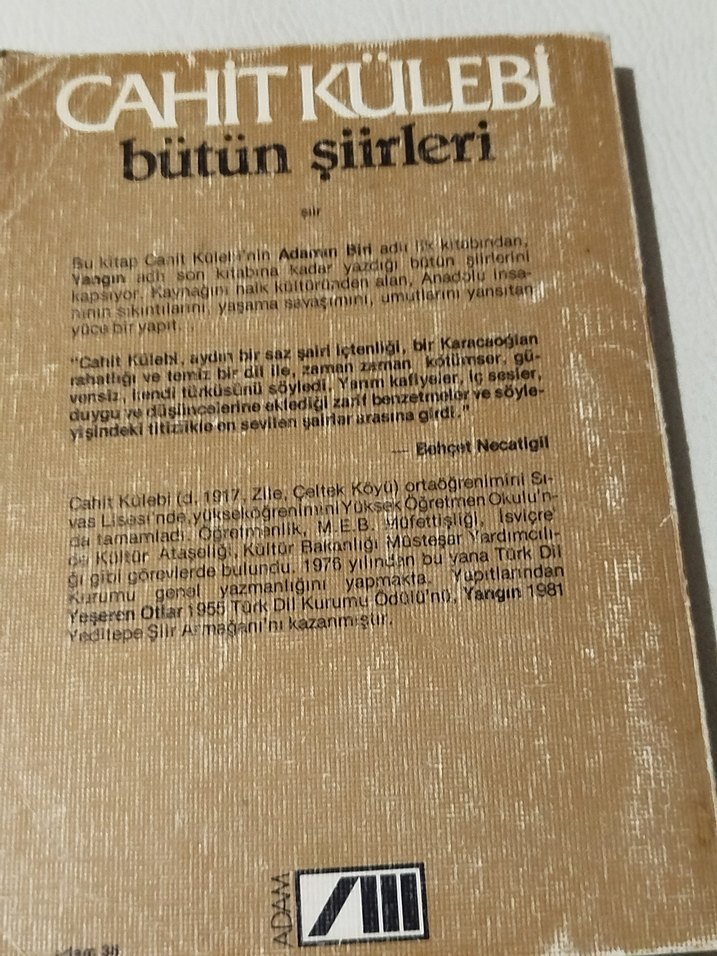 CAHİT KÜLEBİ
bütün şiirleri
şiir
Bu kitap Cahit Külebi'nin Adamın Biri adlı ilk kitabından,
Yangın adlı son kitabına kadar yazdığı bütün şiirlerini
kapsıyor. Kaynağını halk kültüründen alan, Anadolu insa-
nının sıkıntılarını, yaşama savaşımını, umutlarını yansıtan
yüce bir yapıt...
"Cahit Külebi, aydın bir saz şairi içtenliği, bir Karacaoğlan
rahatlığı ve temiz bir dil ile, zaman zaman kötümser, gü-
vensiz, kendi türküsünü söyledi. Yarım kafiyeler, iç sesler,
duygu ve düşüncelerine eklediği zarif benzetmeler ve söyle-
yişindeki titizlikle en sevilen şairler arasına girdi."
— Behçet Necatigil
Cahit Külebi (d. 1917, Zile, Çeltek Köyü) ortaöğrenimini Si-
vas Lisesi'nde, yükseköğrenimini Yüksek Öğretmen Okulu'n-
da tamamladı. Öğretmenlik, M.E.B. Müfettişliği, İsviçre'
de Kültür Ataşeliği, Kültür Bakanlığı Müsteşar Yardımcılı-
ğı gibi görevlerde bulundu. 1976 yılından bu yana Türk Dil
Kurumu genel yazmanlığını yapmakta. Yapıtlarından
Yeşeren Otlar 1955 Türk Dil Kurumu Ödülü'nü, Yangın 1981
Yeditepe Şiir Armağanı'nı kazanmıştır.
ADAM